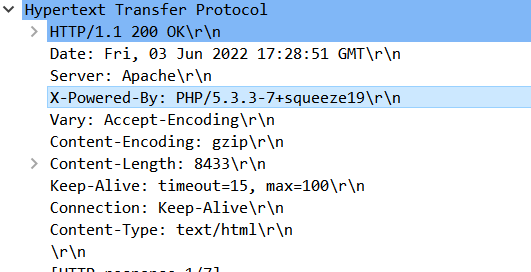 Hypertext Transfer Protocol
HTTP/1.1 200 OK\r\n
Date: Fri, 03 Jun 2022 17:28:51 GMT\r\n
Server: Apache\r\n
X-Powered-By: PHP/5.3.3-7+squeeze19\r\n
Vary: Accept-Encoding\r\n
Content-Encoding: gzip\r\n
Content-Length: 8433\r\n
Keep-Alive: timeout=15, max=100\r\n
Connection: Keep-Alive\r\n
Content-Type: text/html\r\n
\r\n
[HTTP response 1/7]